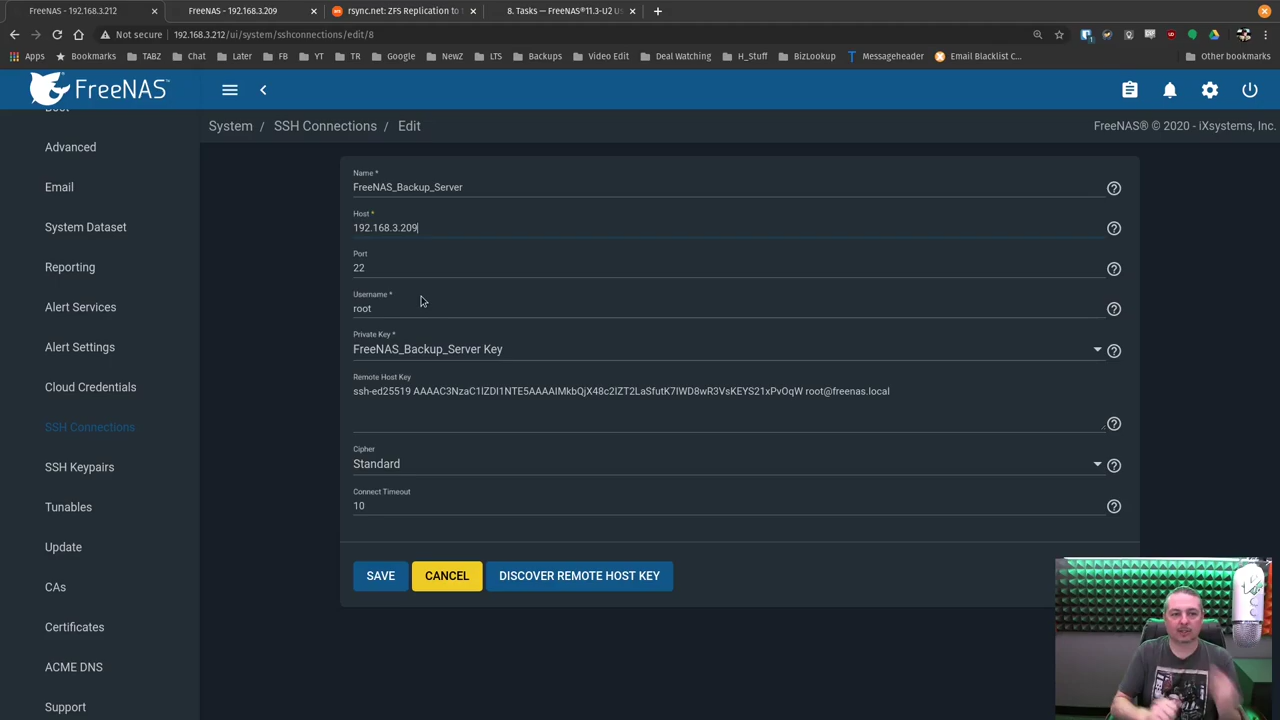 FreeNAS - 192.168.3.212
FreeNAS - 192.168.3.209
rsync.net: ZFS Replication to
8. Tasks — FreeNAS®11.3-U2 Us
Not secure | 192.168.3.212/ui/system/sshconnections/edit/8
Apps Bookmarks TABZ Chat Later FB YT TR Google NewZ LTS Backups Video Edit Deal Watching H_Stuff BizLookup Messageheader Email Blacklist C... Other bookmarks
FreeNAS
System / SSH Connections / Edit
FreeNAS® © 2020 - iXsystems, Inc.
Boot
Advanced
Email
System Dataset
Reporting
Alert Services
Alert Settings
Cloud Credentials
SSH Connections
SSH Keypairs
Tunables
Update
CAs
Certificates
ACME DNS
Support
Name *
FreeNAS_Backup_Server
Host *
192.168.3.209
Port
22
Username *
root
Private Key *
FreeNAS_Backup_Server Key
Remote Host Key
ssh-ed25519 AAAAC3NzaC1lZDI1NTE5AAAAIMkbQjX48c2IZT2LaSfutK7IWD8wR3VsKEYS21xPvOqW root@freenas.local
Cipher
Standard
Connect Timeout
10
SAVE
CANCEL
DISCOVER REMOTE HOST KEY